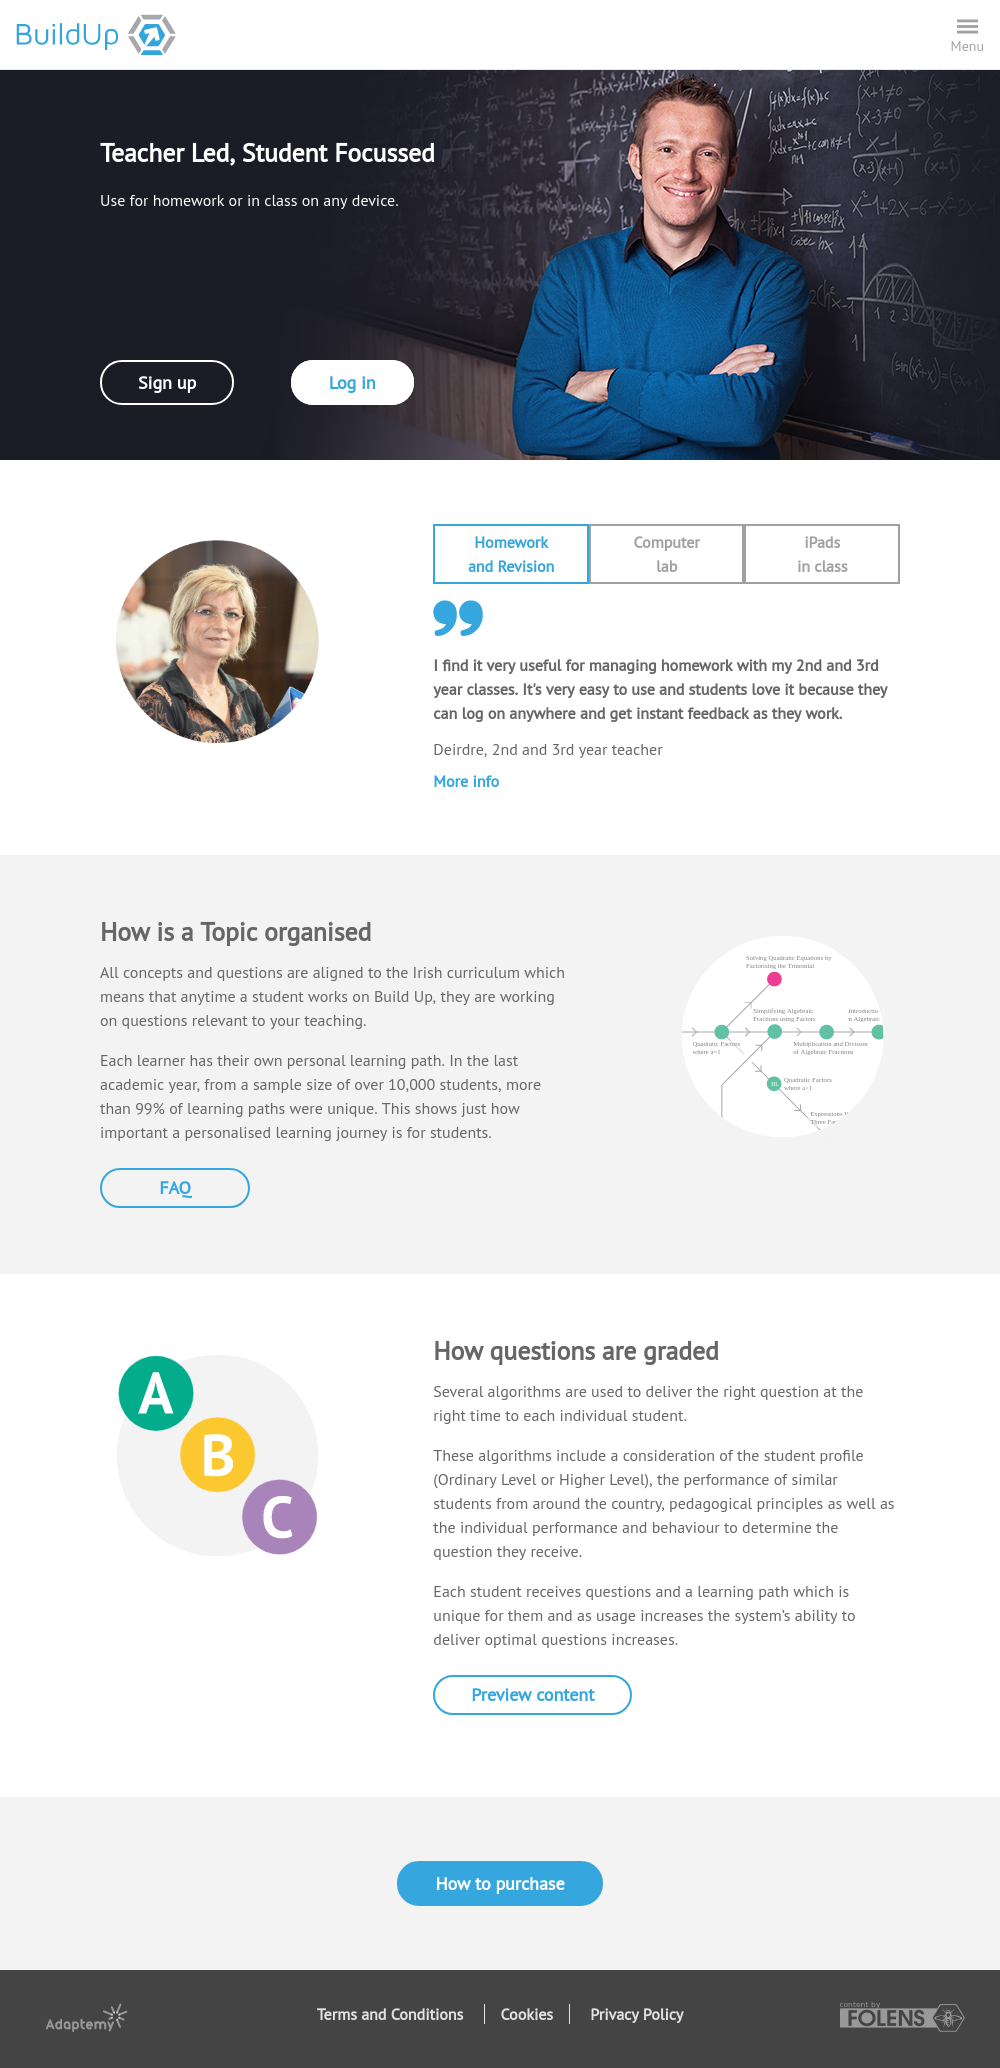 BuildUp
Menu
Teacher Led, Student Focussed
Use for homework or in class on any device.
Sign up
Log in
Homework
and Revision
Computer
lab
iPads
in class
I find it very useful for managing homework with my 2nd and 3rd
year classes. It's very easy to use and students love it because they
can log on anywhere and get instant feedback as they work.
Deirdre, 2nd and 3rd year teacher
More info
How is a Topic organised
All concepts and questions are aligned to the Irish curriculum which
means that anytime a student works on Build Up, they are working
on questions relevant to your teaching.
Each learner has their own personal learning path. In the last
academic year, from a sample size of over 10,000 students, more
than 99% of learning paths were unique. This shows just how
important a personalised learning journey is for students.
FAQ
Solving Quadratic Equations by
Factorising the Trinomial
Simplifying Algebraic
Fractions using Factors
Introductio
n Algebraic
Quadratic Factors
where a=1
Multiplication and Division
of Algebraic Fractions
HL
Quadratic Factors
where a>1
Expressions
Three
A
B
C
How questions are graded
Several algorithms are used to deliver the right question at the
right time to each individual student.
These algorithms include a consideration of the student profile
(Ordinary Level or Higher Level), the performance of similar
students from around the country, pedagogical principles as well as
the individual performance and behaviour to determine the
question they receive.
Each student receives questions and a learning path which is
unique for them and as usage increases the system’s ability to
deliver optimal questions increases.
Preview content
How to purchase
Adaptemy
Terms and Conditions
Cookies
Privacy Policy
content by
FOLENS